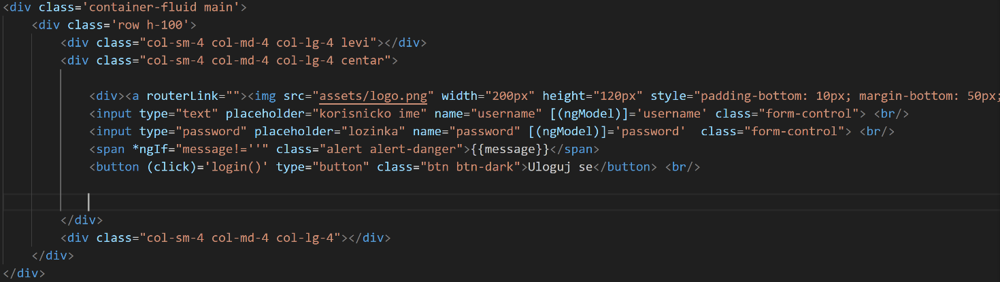 <div class='container-fluid main'>
<div class='row h-100'>
<div class="col-sm-4 col-md-4 col-lg-4 levi"></div>
<div class="col-sm-4 col-md-4 col-lg-4 centar">
<div><a routerLink=""><img src="assets/logo.png" width="200px" height="120px" style="padding-bottom: 10px; margin-bottom: 50px;
<input type="text" placeholder="korisnicko ime" name="username" [(ngModel)]='username' class="form-control"> <br/>
<input type="password" placeholder="lozinka" name="password" [(ngModel)]='password'  class="form-control"> <br/>
<span *ngIf="message!=''" class="alert alert-danger">{{message}}</span>
<button (click)='login()' type="button" class="btn btn-dark">Uloguj se</button> <br/>
</div>
<div class="col-sm-4 col-md-4 col-lg-4"></div>
</div>
</div>